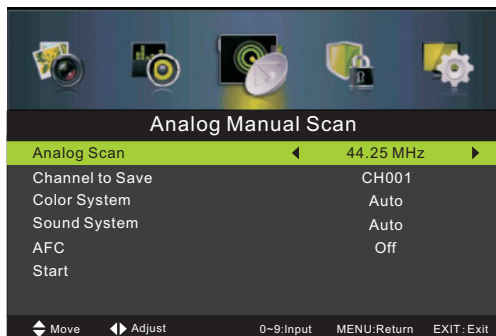 Analog Manual Scan
Analog Scan 44.25 MHz
Channel to Save CH001
Color System Auto
Sound System Auto
AFC Off
Start
Move Adjust 0~9:Input MENU:Return EXIT:Exit